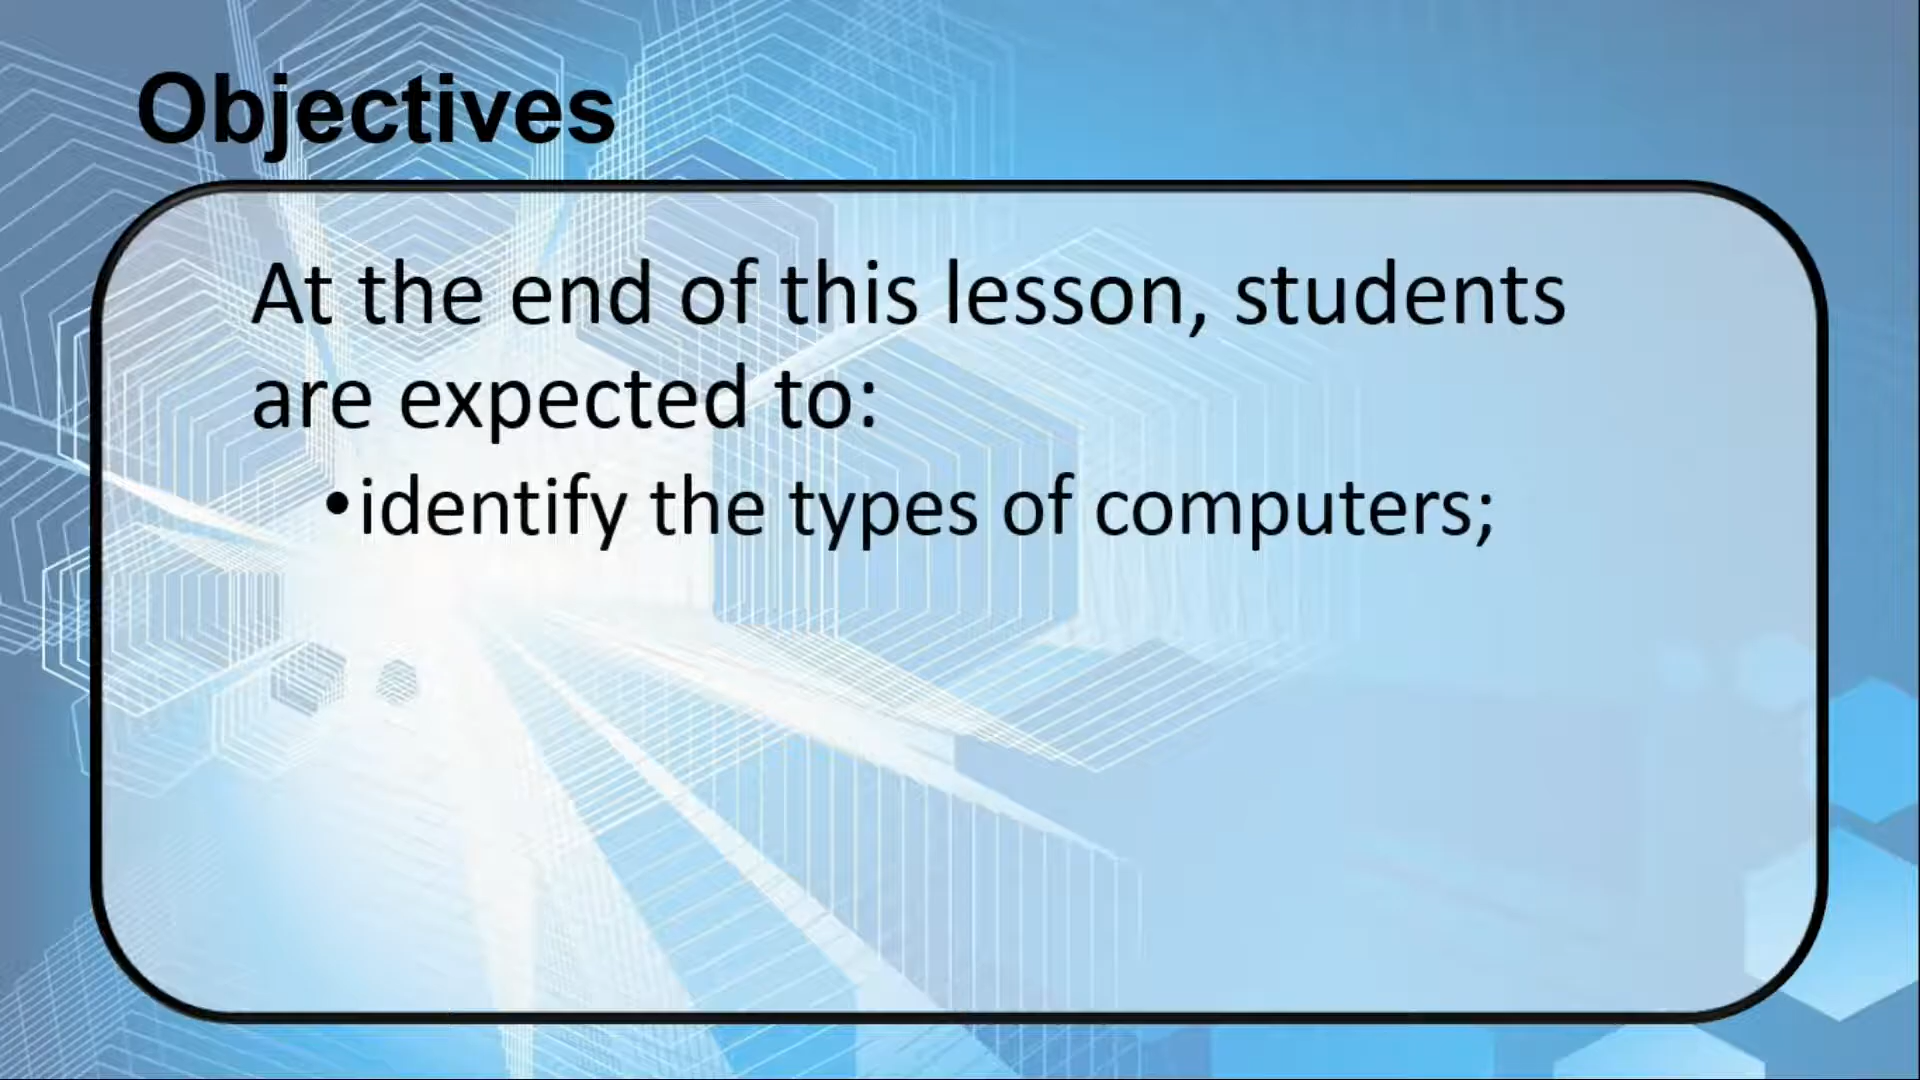 Objectives
At the end of this lesson, students
are expected to:
•identify the types of computers;